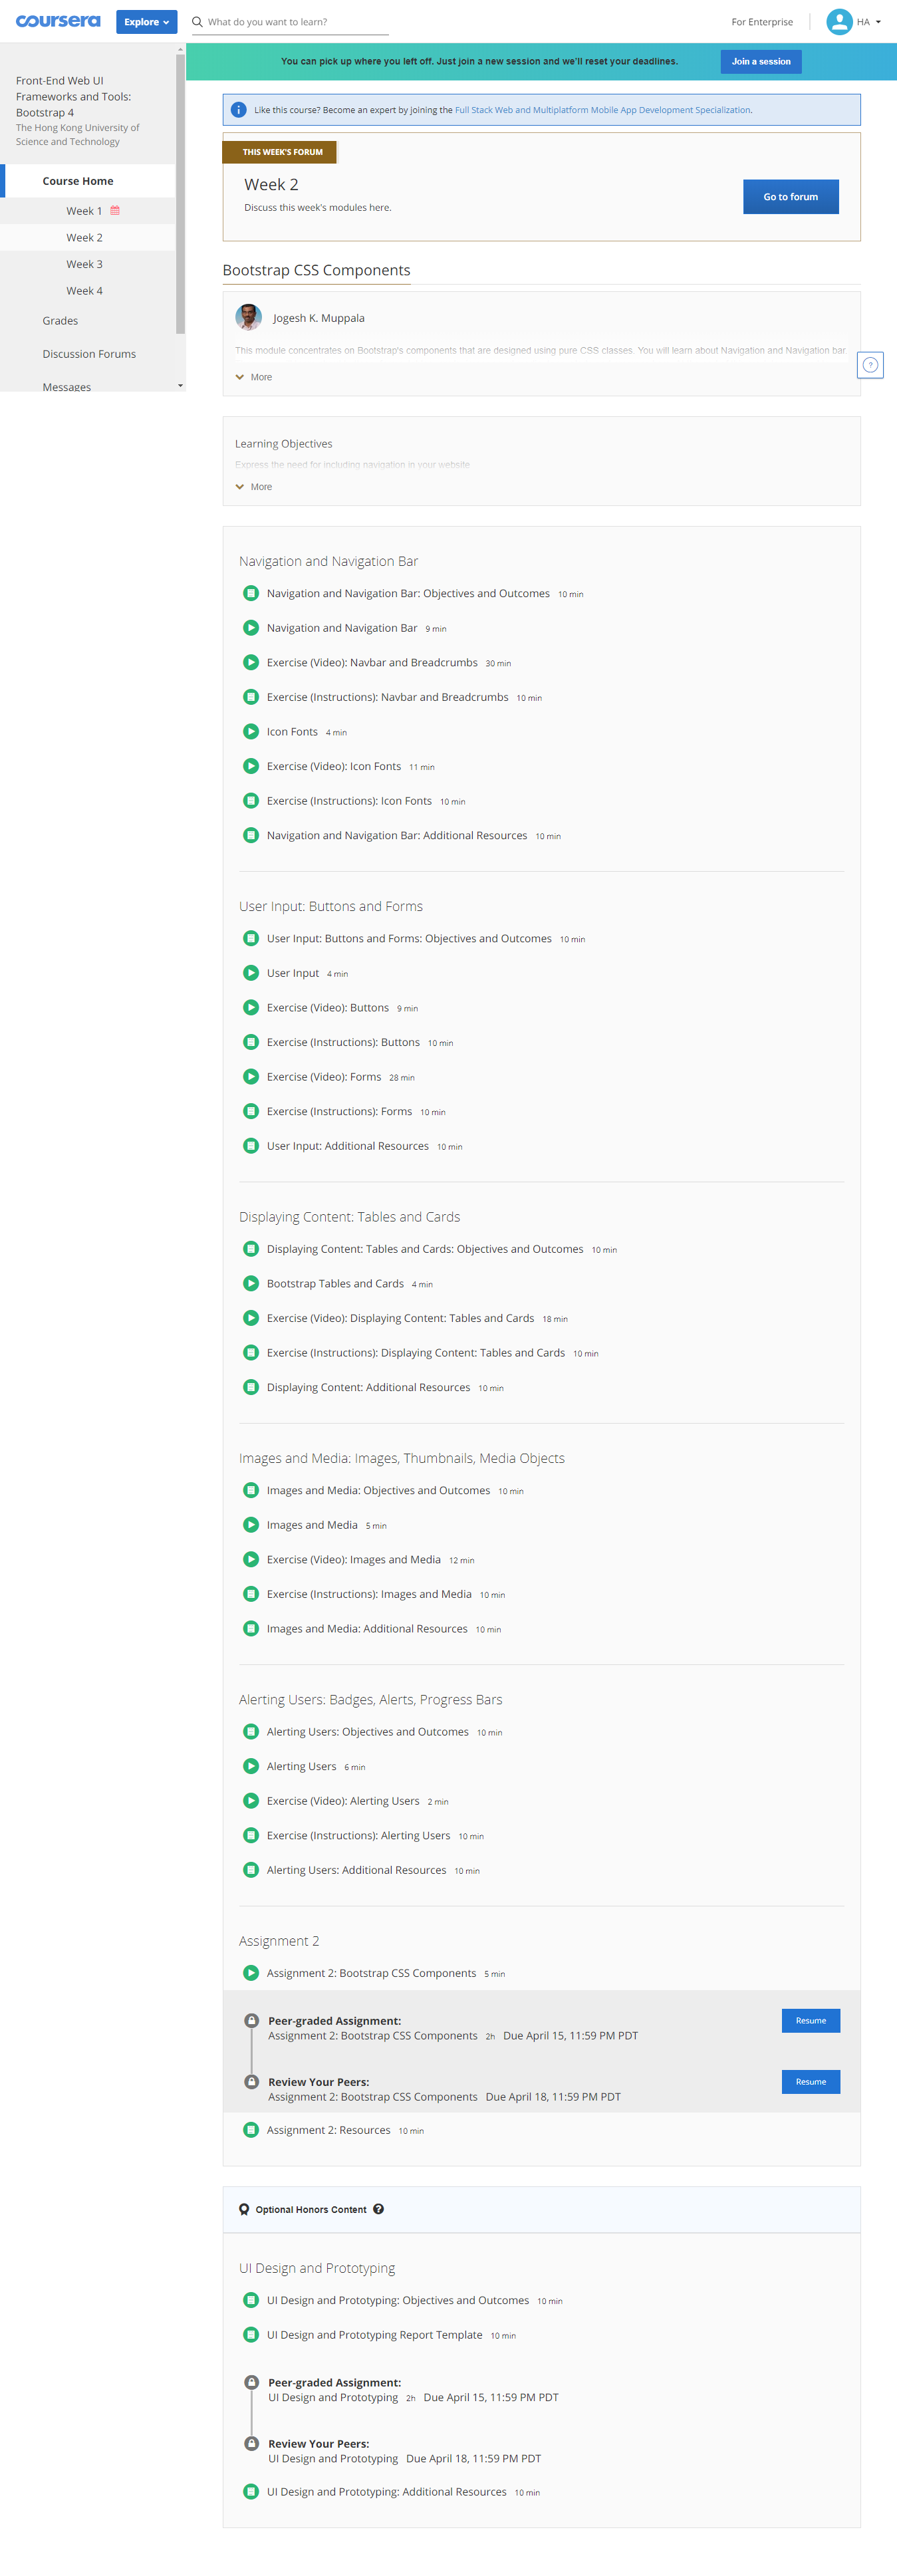 coursera
Explore
What do you want to learn?
For Enterprise
HA
You can pick up where you left off. Just join a new session and we'll reset your deadlines.
Join a session
Front-End Web UI
Frameworks and Tools:
Bootstrap 4
The Hong Kong University of
Science and Technology
Course Home
Week 1
Week 2
Week 3
Week 4
Grades
Discussion Forums
Messages
Like this course? Become an expert by joining the Full Stack Web and Multiplatform Mobile App Development Specialization.
THIS WEEK'S FORUM
Week 2
Discuss this week's modules here.
Go to forum
Bootstrap CSS Components
Jogesh K. Muppala
This module concentrates on Bootstrap's components that are designed using pure CSS classes. You will learn about Navigation and Navigation bar.
More
?
Learning Objectives
Express the need for including navigation in your website
More
Navigation and Navigation Bar
Navigation and Navigation Bar: Objectives and Outcomes 10 min
Navigation and Navigation Bar 9 min
Exercise (Video): Navbar and Breadcrumbs 30 min
Exercise (Instructions): Navbar and Breadcrumbs 10 min
Icon Fonts 4 min
Exercise (Video): Icon Fonts 11 min
Exercise (Instructions): Icon Fonts 10 min
Navigation and Navigation Bar: Additional Resources 10 min
User Input: Buttons and Forms
User Input: Buttons and Forms: Objectives and Outcomes 10 min
User Input 4 min
Exercise (Video): Buttons 9 min
Exercise (Instructions): Buttons 10 min
Exercise (Video): Forms 28 min
Exercise (Instructions): Forms 10 min
User Input: Additional Resources 10 min
Displaying Content: Tables and Cards
Displaying Content: Tables and Cards: Objectives and Outcomes 10 min
Bootstrap Tables and Cards 4 min
Exercise (Video): Displaying Content: Tables and Cards 18 min
Exercise (Instructions): Displaying Content: Tables and Cards 10 min
Displaying Content: Additional Resources 10 min
Images and Media: Images, Thumbnails, Media Objects
Images and Media: Objectives and Outcomes 10 min
Images and Media 5 min
Exercise (Video): Images and Media 12 min
Exercise (Instructions): Images and Media 10 min
Images and Media: Additional Resources 10 min
Alerting Users: Badges, Alerts, Progress Bars
Alerting Users: Objectives and Outcomes 10 min
Alerting Users 6 min
Exercise (Video): Alerting Users 2 min
Exercise (Instructions): Alerting Users 10 min
Alerting Users: Additional Resources 10 min
Assignment 2
Assignment 2: Bootstrap CSS Components 5 min
Peer-graded Assignment:
Assignment 2: Bootstrap CSS Components 2h Due April 15, 11:59 PM PDT
Resume
Review Your Peers:
Assignment 2: Bootstrap CSS Components Due April 18, 11:59 PM PDT
Resume
Assignment 2: Resources 10 min
Optional Honors Content ?
UI Design and Prototyping
UI Design and Prototyping: Objectives and Outcomes 10 min
UI Design and Prototyping Report Template 10 min
Peer-graded Assignment:
UI Design and Prototyping 2h Due April 15, 11:59 PM PDT
Review Your Peers:
UI Design and Prototyping Due April 18, 11:59 PM PDT
UI Design and Prototyping: Additional Resources 10 min